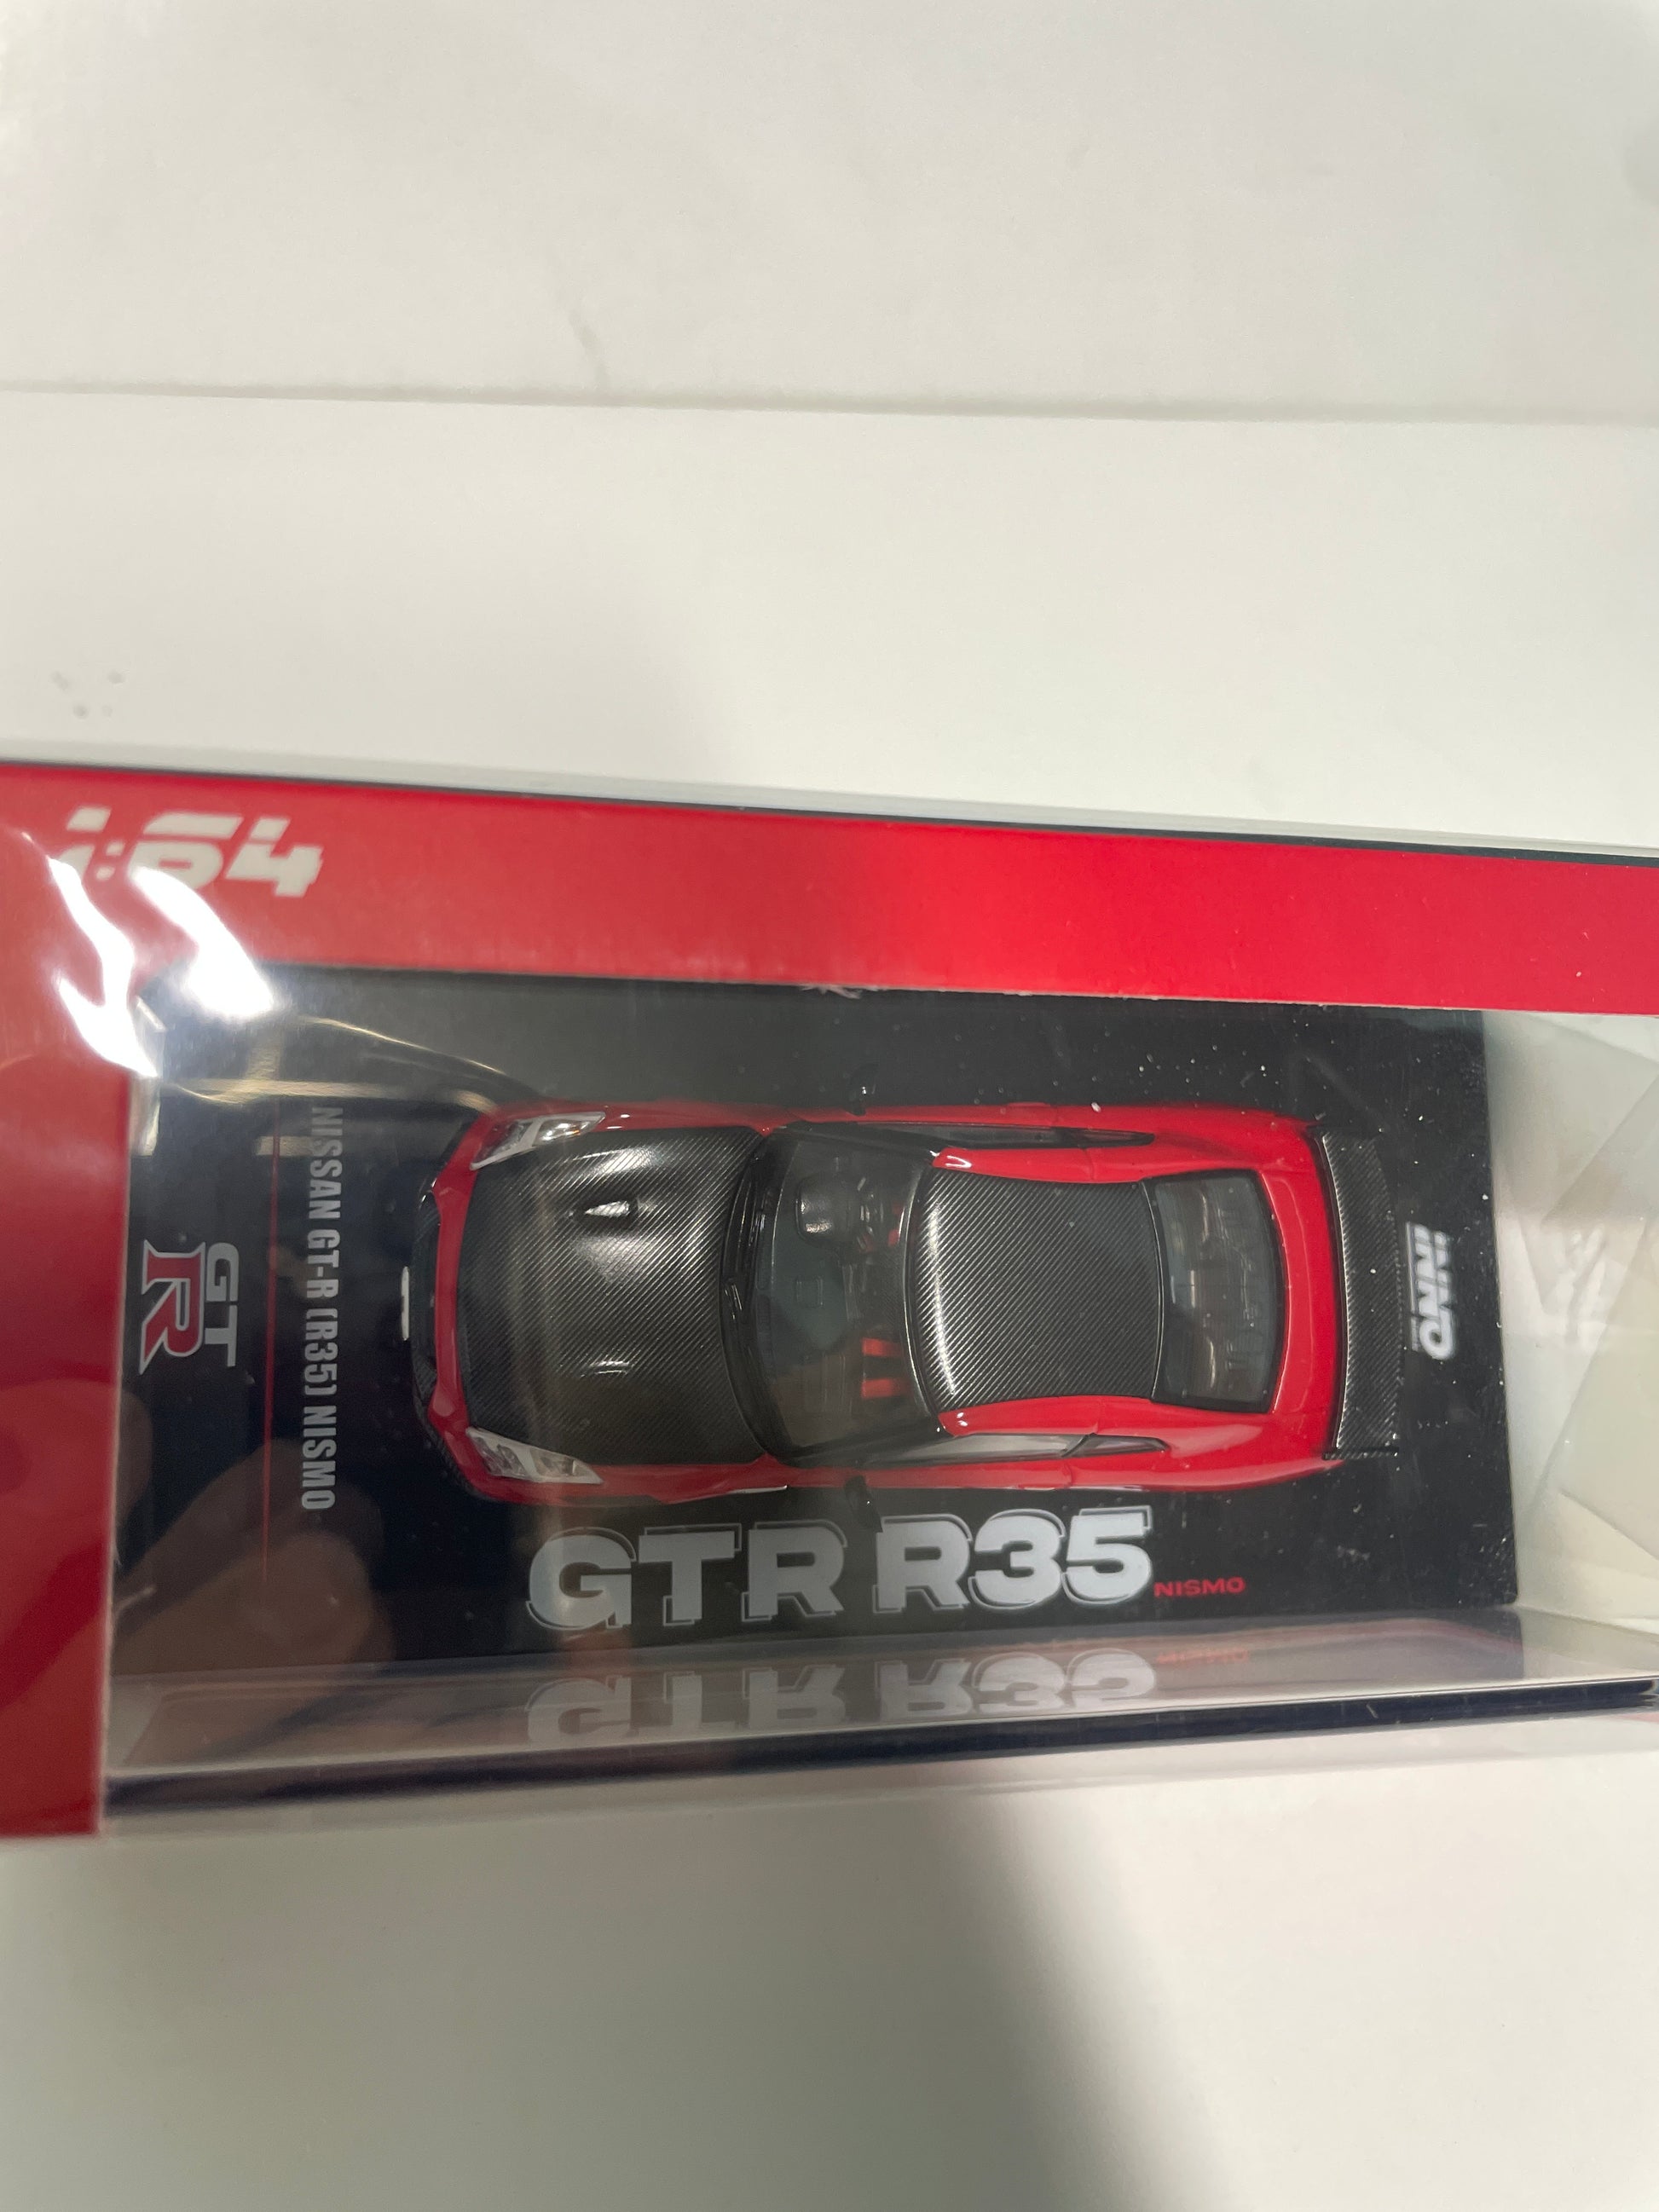 1:64
NISSAN GT-R (R35) NISMO
GT
R
INNO
GTR R35
NISMO